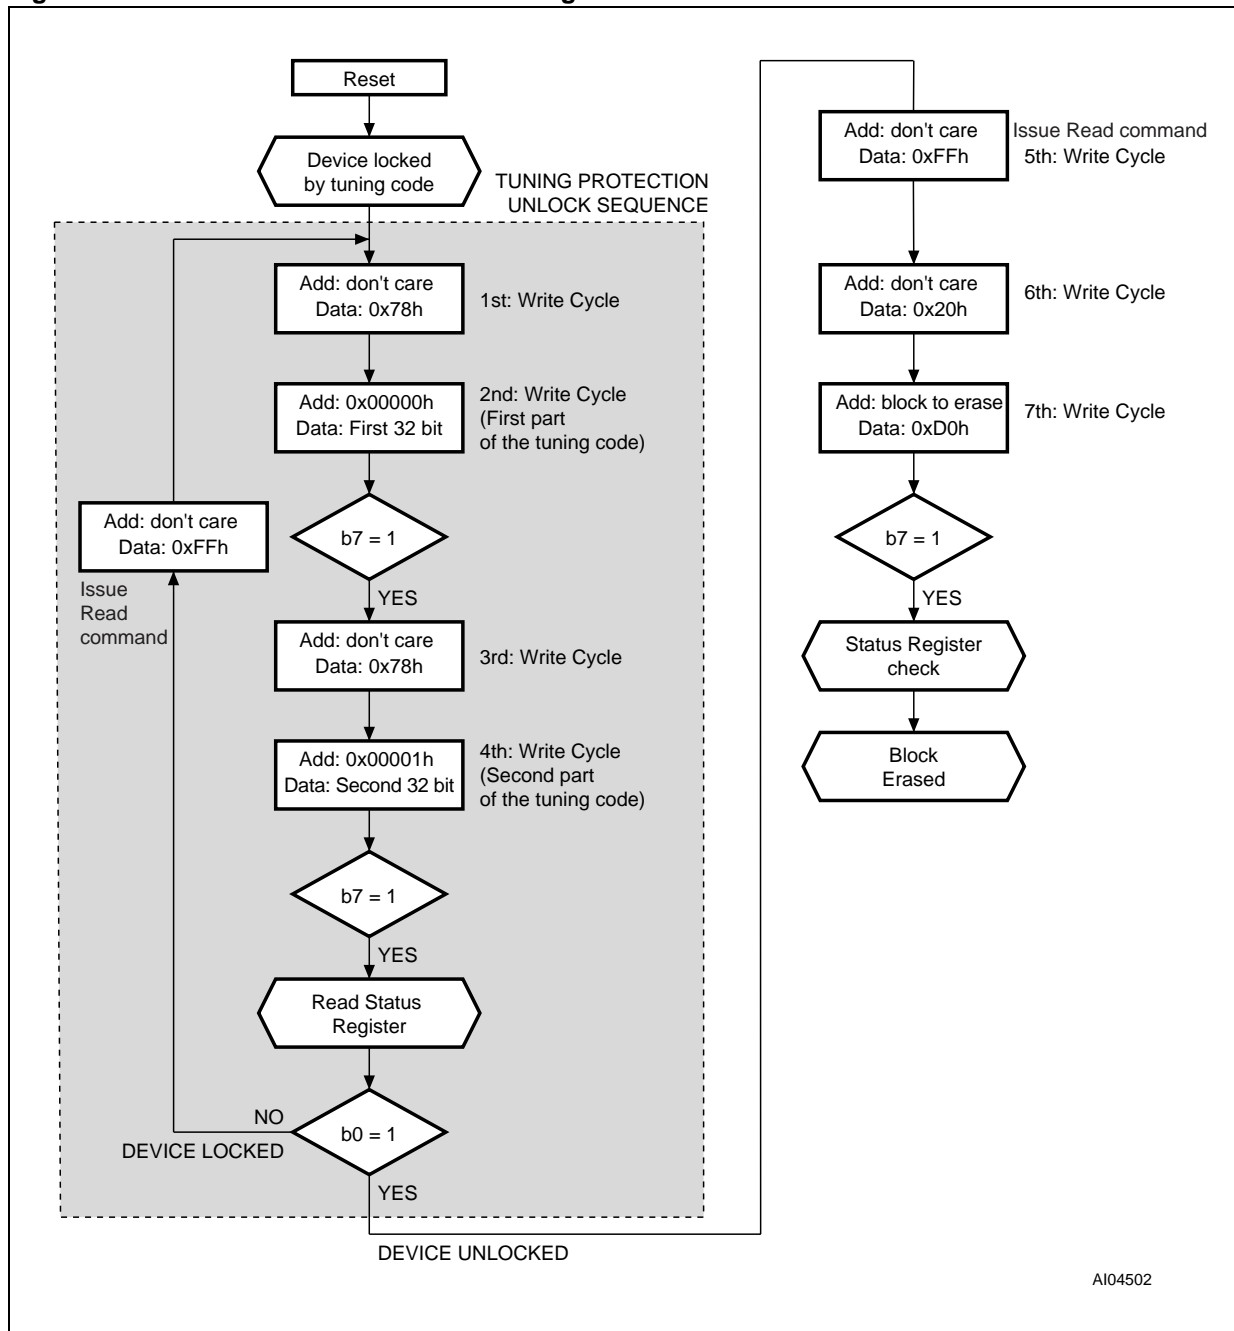 Reset
Device locked
by tuning code
TUNING PROTECTION
UNLOCK SEQUENCE
Add: don't care
Data: 0x78h
1st: Write Cycle
Add: 0x00000h
Data: First 32 bit
2nd: Write Cycle
(First part
of the tuning code)
b7 = 1
YES
Add: don't care
Data: 0xFFh
Issue
Read
command
Add: don't care
Data: 0x78h
3rd: Write Cycle
Add: 0x00001h
Data: Second 32 bit
4th: Write Cycle
(Second part
of the tuning code)
b7 = 1
YES
Read Status
Register
b0 = 1
NO
DEVICE LOCKED
YES
DEVICE UNLOCKED
Add: don't care
Data: 0xFFh
Issue Read command
5th: Write Cycle
Add: don't care
Data: 0x20h
6th: Write Cycle
Add: block to erase
Data: 0xD0h
7th: Write Cycle
b7 = 1
YES
Status Register
check
Block
Erased
AI04502